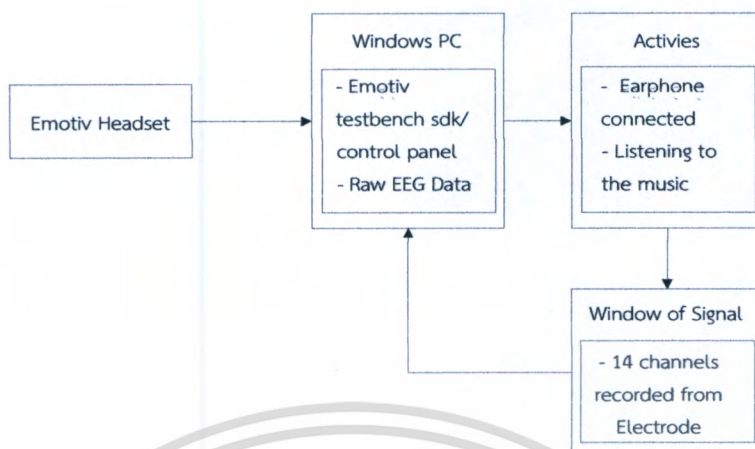 Windows PC
Activies
Emotiv Headset
- Emotiv
testbench sdk/
control panel
- Raw EEG Data
- Earphone
connected
- Listening to
the music
Window of Signal
- 14 channels
recorded from
Electrode